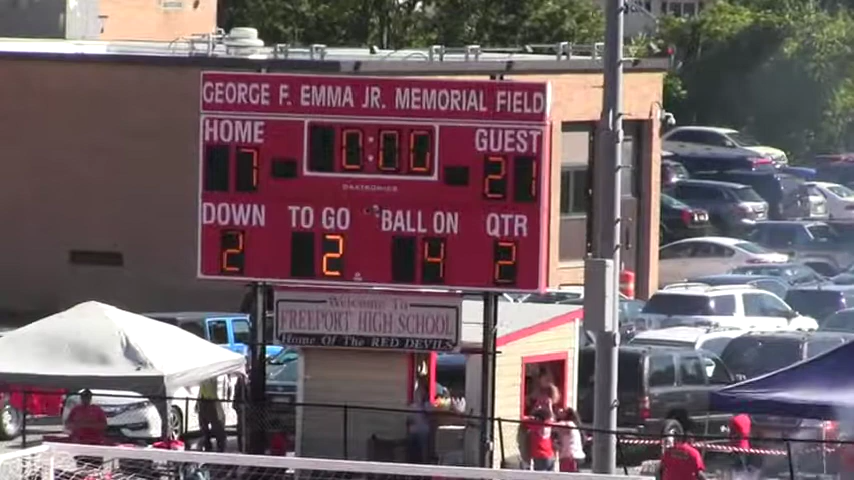 GEORGE F. EMMA JR. MEMORIAL FIELD
HOME 0:00 GUEST
7 21
DAKTRONICS
DOWN TO GO BALL ON QTR
2 2 4 2
Welcome To
FREEPORT HIGH SCHOOL
Home Of The RED DEVILS